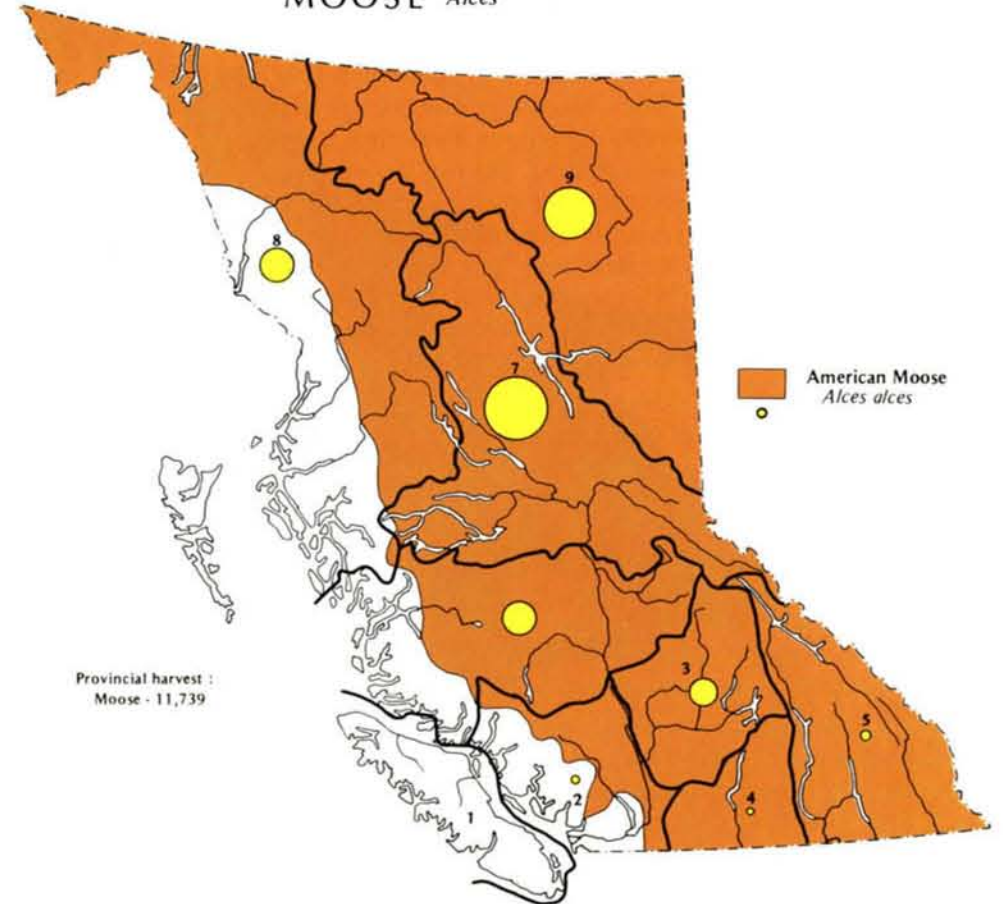 MOOSE Alces
9
8
7
American Moose
Alces alces
Provincial harvest :
Moose - 11,739
3
5
2
4
1